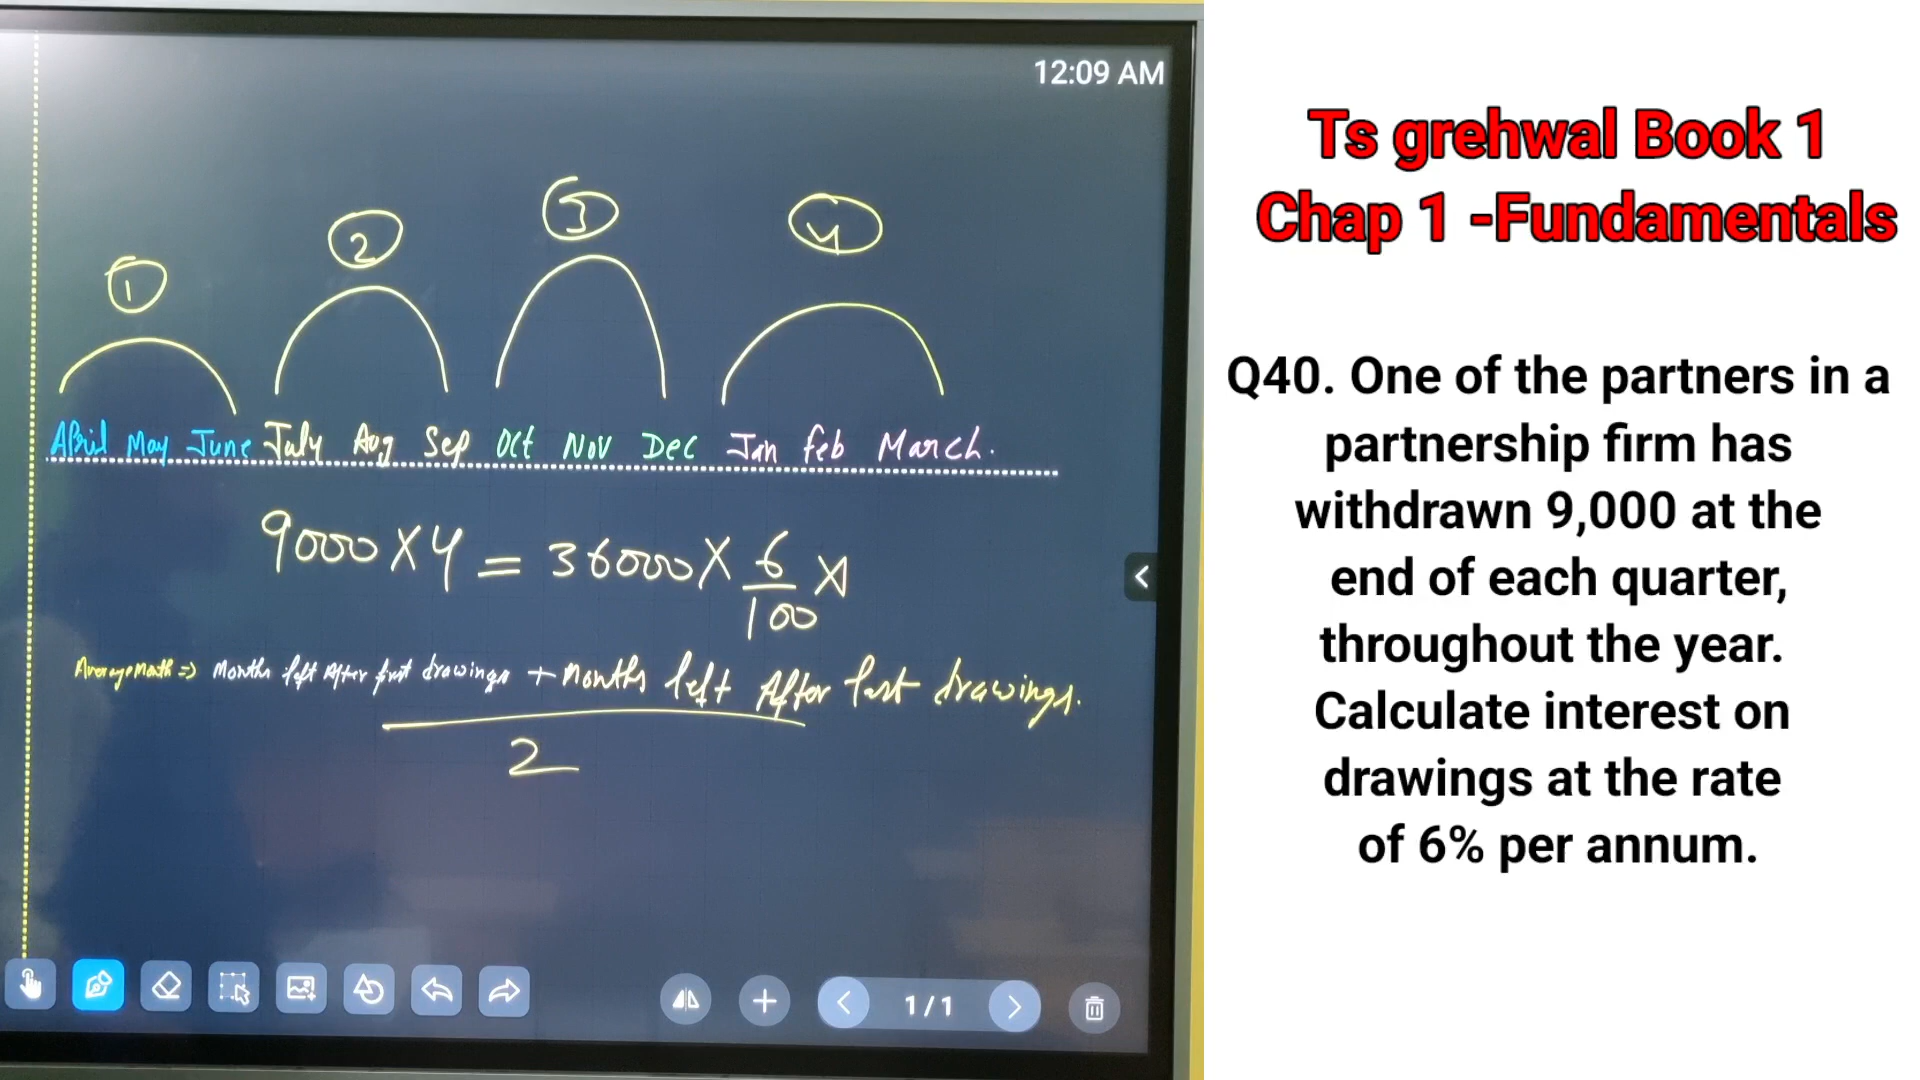 12:09 AM
1 2 3 4
April May June July Aug Sep Oct Nov Dec Jan feb March.
9000 X 4 = 36000 X 6/100 X
Average Month => Months left After first drawings + Months left After last drawings.
2
1/1
Ts grehwal Book 1
Chap 1 -Fundamentals
Q40. One of the partners in a
partnership firm has
withdrawn 9,000 at the
end of each quarter,
throughout the year.
Calculate interest on
drawings at the rate
of 6% per annum.